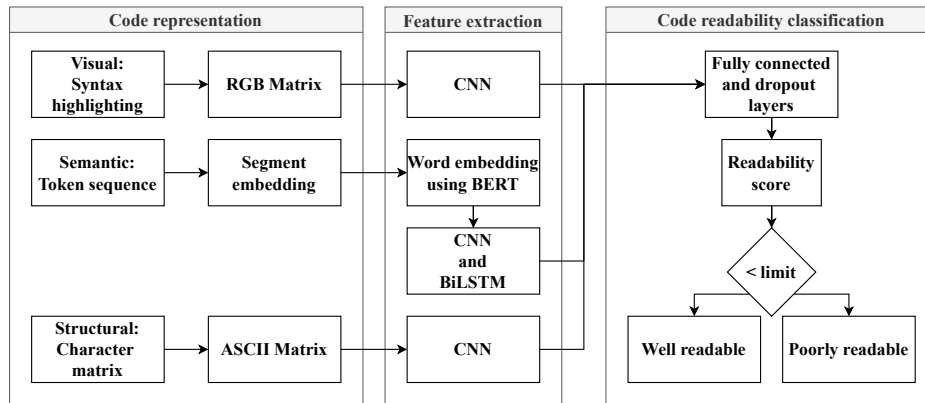 Code representation
Feature extraction
Code readability classification
Visual:
Syntax
highlighting
RGB Matrix
CNN
Fully connected
and dropout
layers
Semantic:
Token sequence
Segment
embedding
Word embedding
using BERT
Readability
score
CNN
and
BiLSTM
< limit
Structural:
Character
matrix
ASCII Matrix
CNN
Well readable
Poorly readable